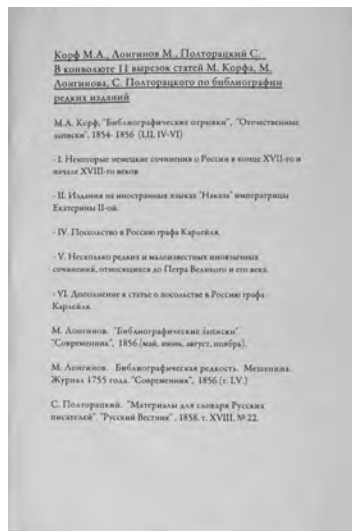 Корф М.А., Лонгинов М., Полторацкий С.
В конволюте 11 вырезок статей М. Корфа, М.
Лонгинова, С. Полторацкого по библиографии
редких изданий
М.А. Корф, "Библиографические отрывки", "Отечественные
записки", 1854- 1856 (I,II, IV-VI)
- I. Некоторые немецкие сочинения о России в конце XVII-го и
начале XVIII-го веков
- II. Издания на иностранных языках "Наказа" императрицы
Екатерины II-ой.
- IV. Посольство в Россию графа Карлейля.
- V. Несколько редких и малоизвестных иноязычных
сочинений, относящихся до Петра Великого и его века.
- VI. Дополнение к статье о посольстве в Россию графа
Карлейля.
М. Лонгинов. "Библиографические записки"
"Современник", 1856.(май, июнь, август, ноябрь).
М. Лонгинов. Библиографическая редкость. Мешенина.
Журнал 1755 года. "Современник", 1856.(т. LV.)
С. Полторацкий. "Материалы для словаря Русских
писателей". "Русский Вестник" , 1858. т. XVIII. № 22.